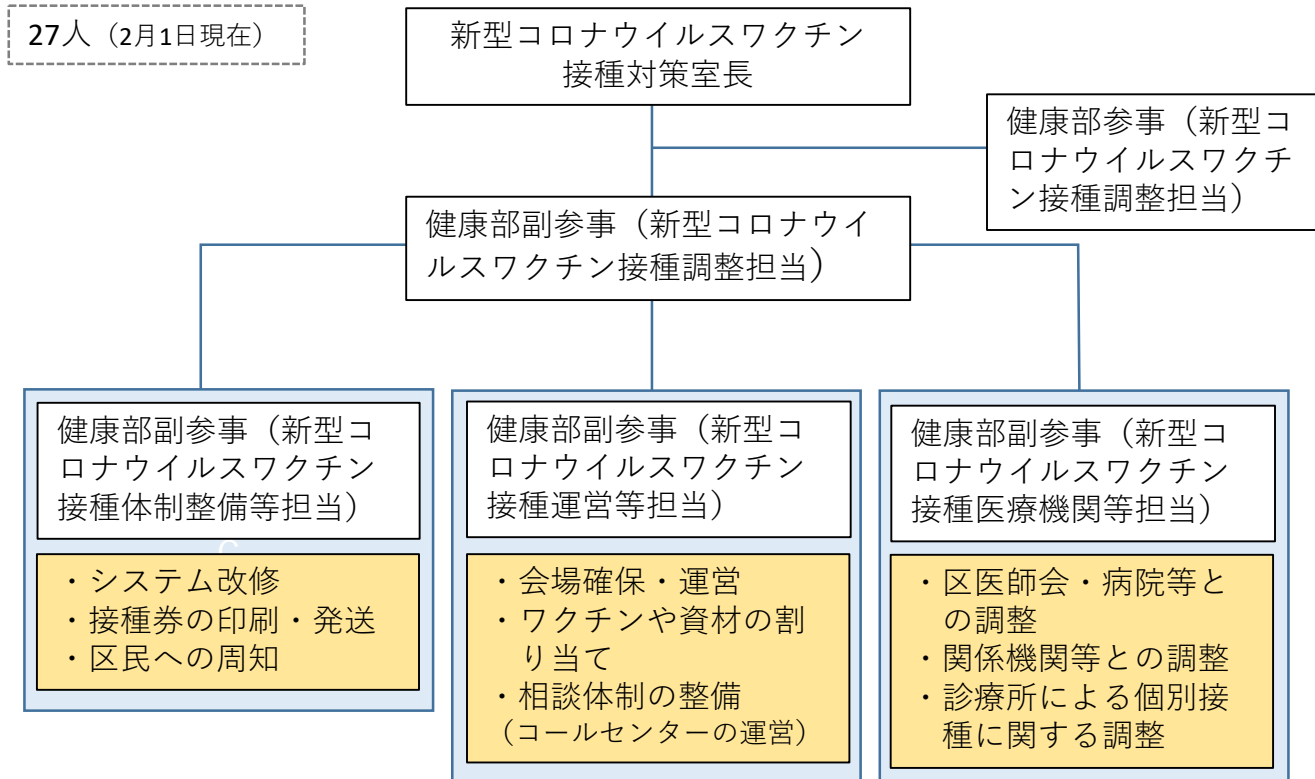 27人（2月1日現在）
新型コロナウイルスワクチン
接種対策室長
健康部参事（新型コ
ロナウイルスワクチ
ン接種調整担当）
健康部副参事（新型コロナウイ
ルスワクチン接種調整担当）
健康部副参事（新型コ
ロナウイルスワクチン
接種体制整備等担当）
・システム改修
・接種券の印刷・発送
・区民への周知
健康部副参事（新型コ
ロナウイルスワクチン
接種運営等担当）
・会場確保・運営
・ワクチンや資材の割
り当て
・相談体制の整備
（コールセンターの運営）
健康部副参事（新型コ
ロナウイルスワクチン
接種医療機関等担当）
・区医師会・病院等と
の調整
・関係機関等との調整
・診療所による個別接
種に関する調整